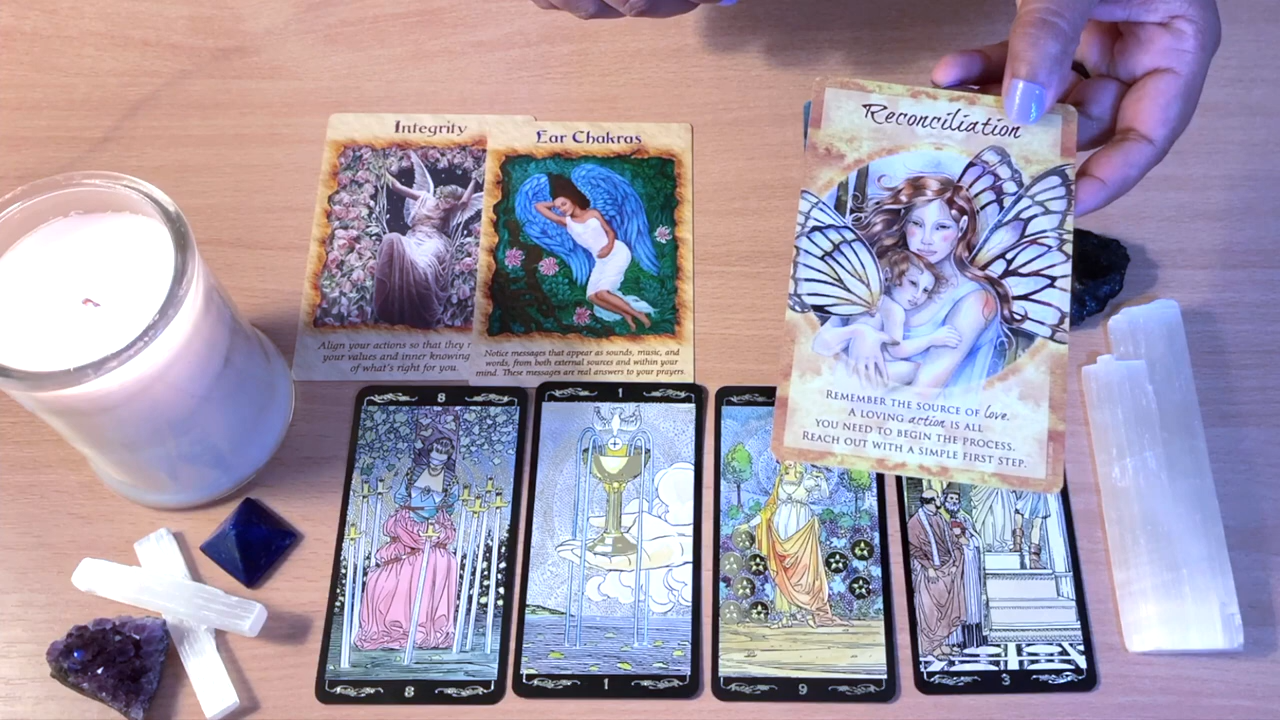 Integrity
Align your actions so that they r
your values and inner knowing
of what's right for you.
Ear Chakras
Notice messages that appear as sounds, music, and
words, from both external sources and within your
mind. These messages are real answers to your prayers.
Reconciliation
REMEMBER THE SOURCE OF love.
A LOVING action IS ALL
YOU NEED TO BEGIN THE PROCESS.
REACH OUT WITH A SIMPLE FIRST STEP.
8
8
1
1
9
3